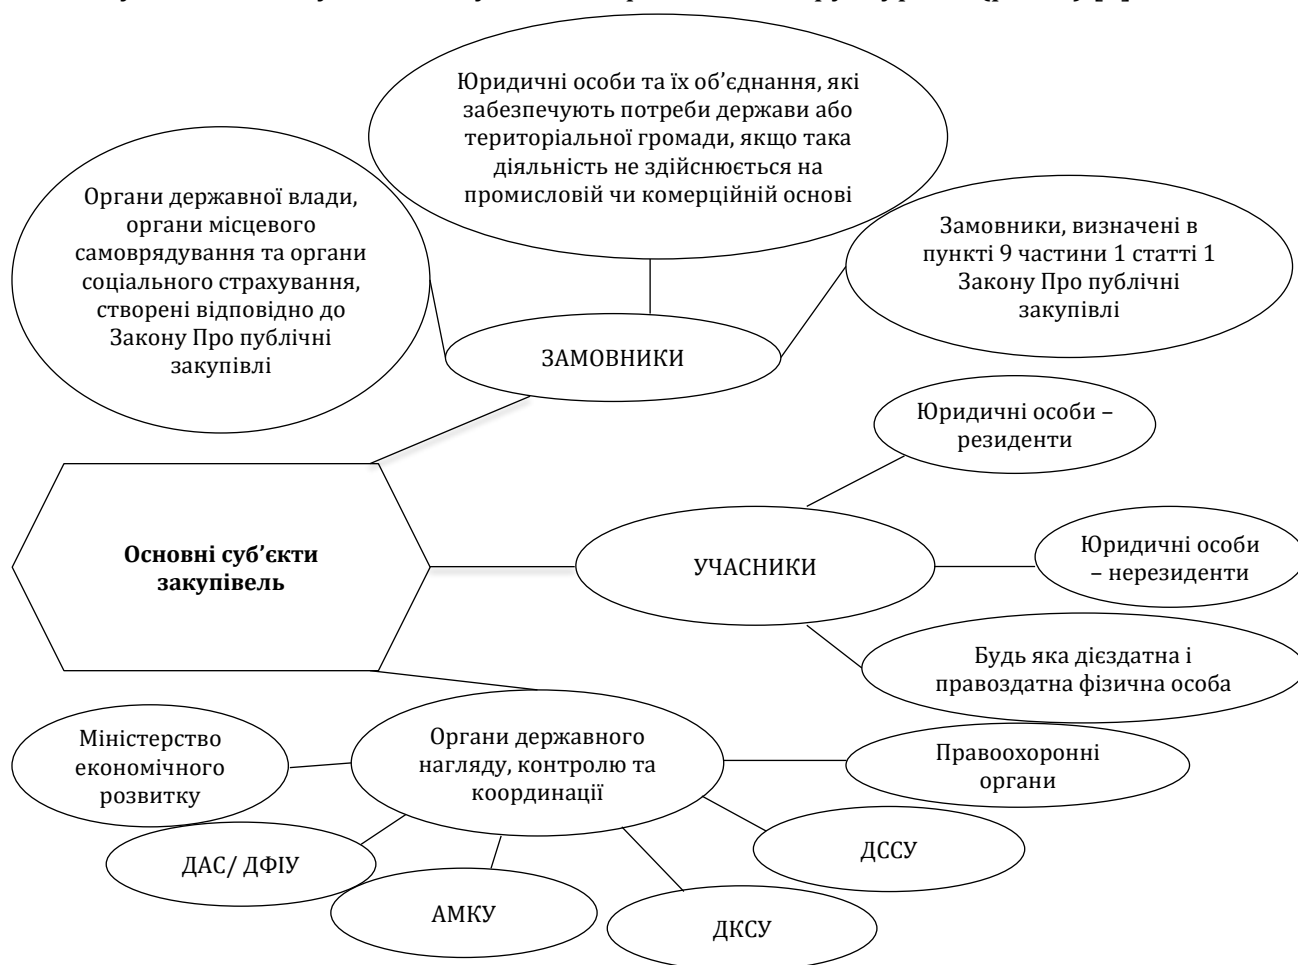 Юридичні особи та їх об’єднання, які
забезпечують потреби держави або
територіальної громади, якщо така
діяльність не здійснюється на
промисловій чи комерційній основі
Органи державної влади,
органи місцевого
самоврядування та органи
соціального страхування,
створені відповідно до
Закону Про публічні
закупівлі
Замовники, визначені в
пункті 9 частини 1 статті 1
Закону Про публічні
закупівлі
ЗАМОВНИКИ
Юридичні особи –
резиденти
Основні суб’єкти
закупівель
УЧАСНИКИ
Юридичні особи
– нерезиденти
Будь яка дієздатна і
правоздатна фізична особа
Міністерство
економічного
розвитку
Органи державного
нагляду, контролю та
координації
Правоохоронні
органи
ДАС/ ДФІУ
ДССУ
АМКУ
ДКСУ